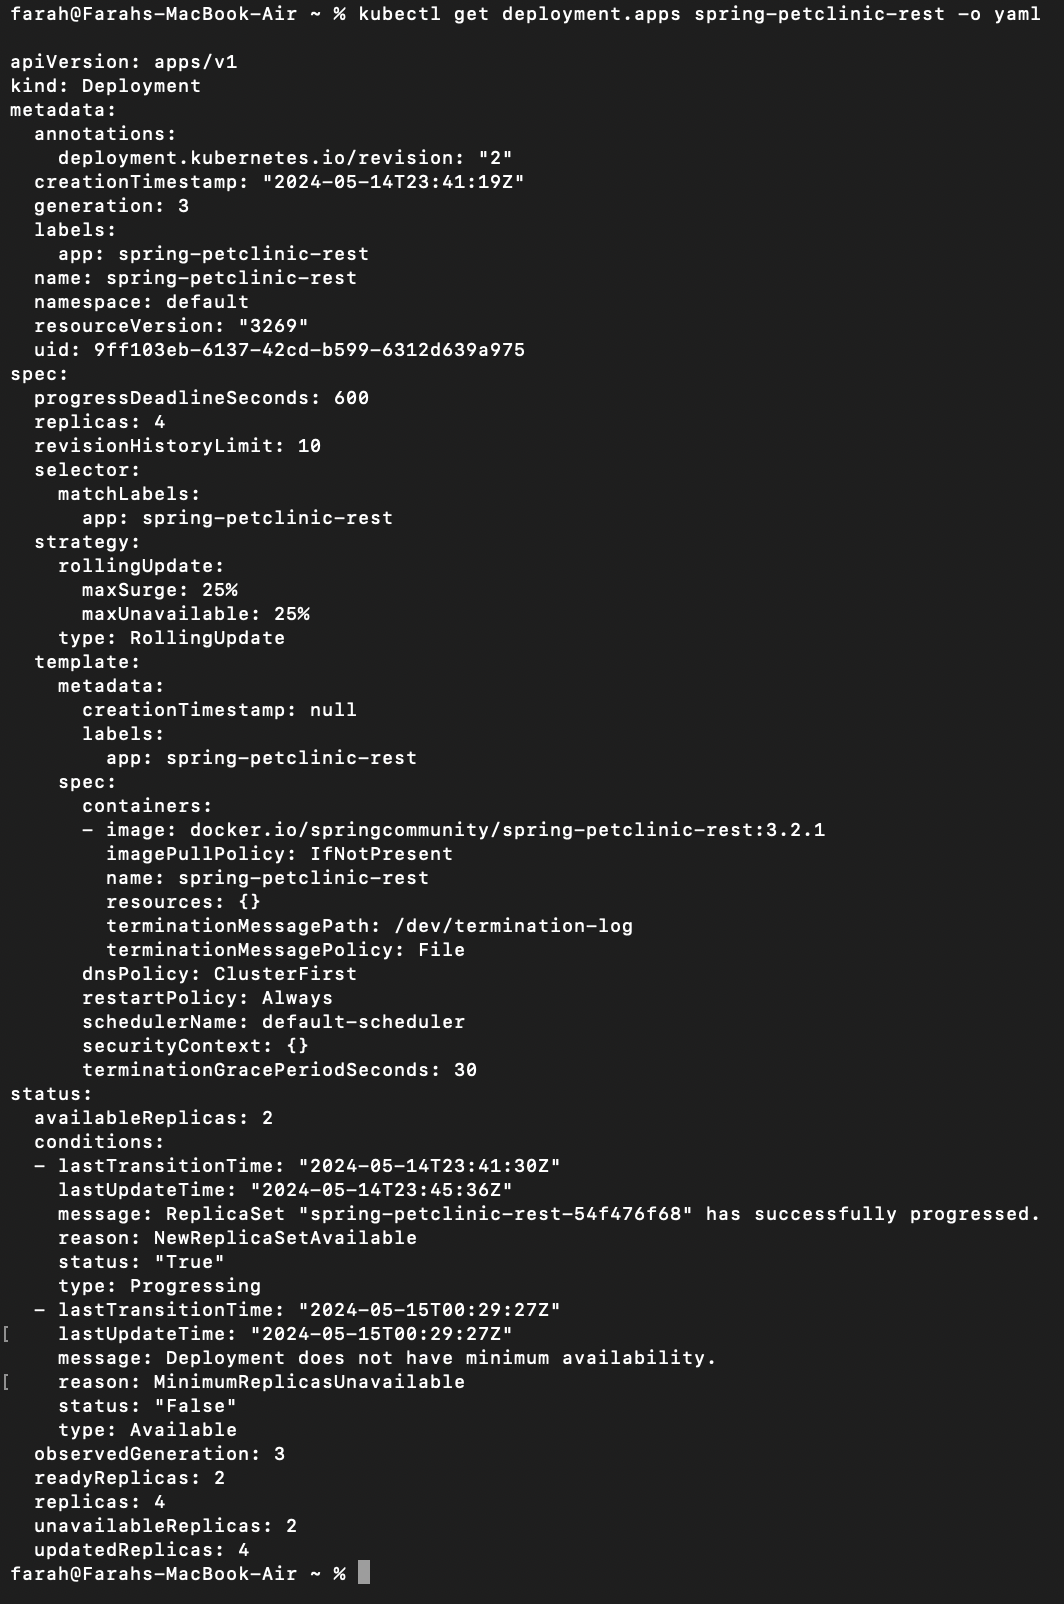 farah@Farahs-MacBook-Air ~ % kubectl get deployment.apps spring-petclinic-rest -o yaml
apiVersion: apps/v1
kind: Deployment
metadata:
  annotations:
    deployment.kubernetes.io/revision: "2"
  creationTimestamp: "2024-05-14T23:41:19Z"
  generation: 3
  labels:
    app: spring-petclinic-rest
  name: spring-petclinic-rest
  namespace: default
  resourceVersion: "3269"
  uid: 9ff103eb-6137-42cd-b599-6312d639a975
spec:
  progressDeadlineSeconds: 600
  replicas: 4
  revisionHistoryLimit: 10
  selector:
    matchLabels:
      app: spring-petclinic-rest
  strategy:
    rollingUpdate:
      maxSurge: 25%
      maxUnavailable: 25%
    type: RollingUpdate
  template:
    metadata:
      creationTimestamp: null
      labels:
        app: spring-petclinic-rest
    spec:
      containers:
      - image: docker.io/springcommunity/spring-petclinic-rest:3.2.1
        imagePullPolicy: IfNotPresent
        name: spring-petclinic-rest
        resources: {}
        terminationMessagePath: /dev/termination-log
        terminationMessagePolicy: File
      dnsPolicy: ClusterFirst
      restartPolicy: Always
      schedulerName: default-scheduler
      securityContext: {}
      terminationGracePeriodSeconds: 30
status:
  availableReplicas: 2
  conditions:
  - lastTransitionTime: "2024-05-14T23:41:30Z"
    lastUpdateTime: "2024-05-14T23:45:36Z"
    message: ReplicaSet "spring-petclinic-rest-54f476f68" has successfully progressed.
    reason: NewReplicaSetAvailable
    status: "True"
    type: Progressing
  - lastTransitionTime: "2024-05-15T00:29:27Z"
[    lastUpdateTime: "2024-05-15T00:29:27Z"
    message: Deployment does not have minimum availability.
[    reason: MinimumReplicasUnavailable
    status: "False"
    type: Available
  observedGeneration: 3
  readyReplicas: 2
  replicas: 4
  unavailableReplicas: 2
  updatedReplicas: 4
farah@Farahs-MacBook-Air ~ %